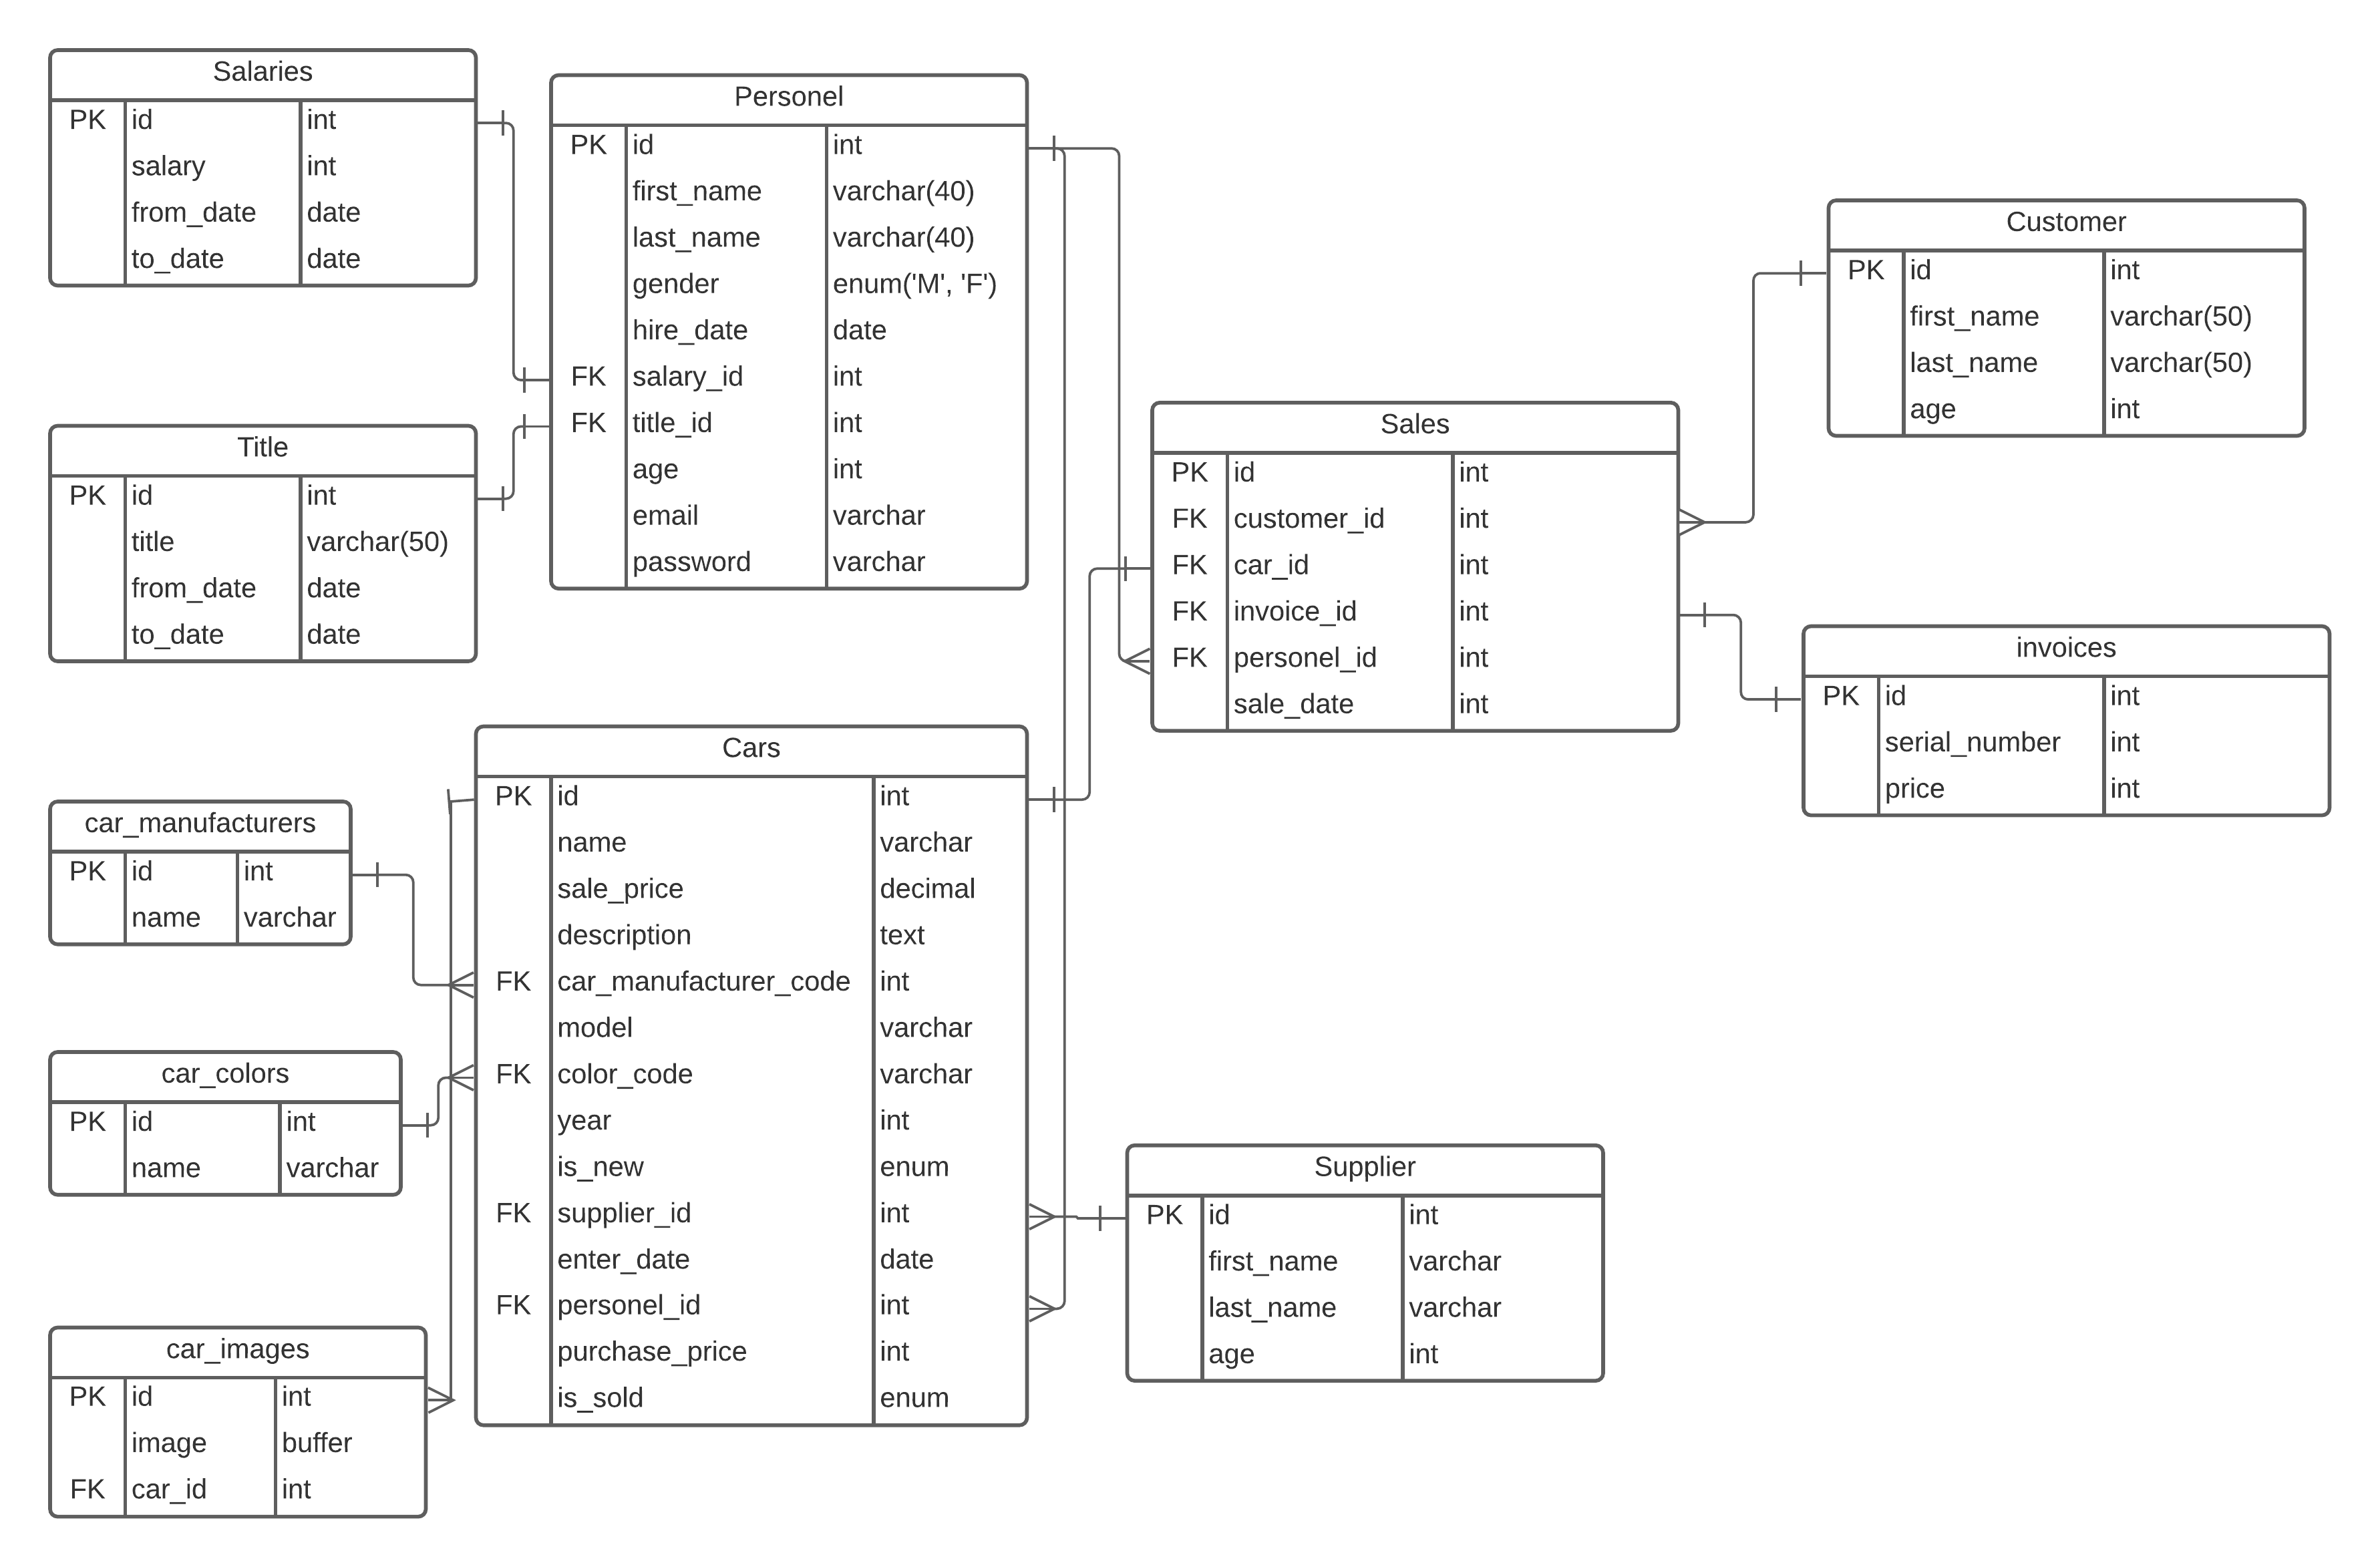 Salaries
PK id int
salary int
from_date date
to_date date
Personel
PK id int
first_name varchar(40)
last_name varchar(40)
gender enum('M', 'F')
hire_date date
FK salary_id int
FK title_id int
age int
email varchar
password varchar
Customer
PK id int
first_name varchar(50)
last_name varchar(50)
age int
Title
PK id int
title varchar(50)
from_date date
to_date date
Sales
PK id int
FK customer_id int
FK car_id int
FK invoice_id int
FK personel_id int
sale_date int
invoices
PK id int
serial_number int
price int
Cars
PK id int
name varchar
sale_price decimal
description text
FK car_manufacturer_code int
model varchar
FK color_code varchar
year int
is_new enum
FK supplier_id int
enter_date date
FK personel_id int
purchase_price int
is_sold enum
car_manufacturers
PK id int
name varchar
car_colors
PK id int
name varchar
Supplier
PK id int
first_name varchar
last_name varchar
age int
car_images
PK id int
image buffer
FK car_id int